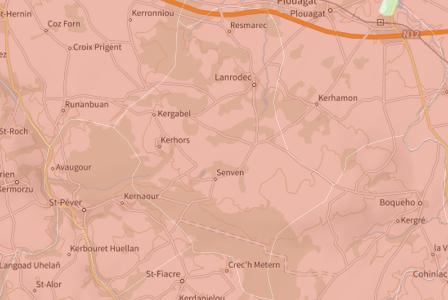 Plouagat
St-Hernin
Kerronniou
Plouagat
Coz Forn
Resmarec
N12
Croix Prigent
Lanrodec
Kerhamon
Runanbuan
Kergabel
St-Roch
Kerhors
Avaugour
Senven
Kermorzu
Kernaour
St-Péver
Boqueho
Kergré
Kerbouret Huellan
Langoad Uhelañ
Crec'h Metern
St-Fiacre
Cohiniac
St-Alor
Kerdanielou